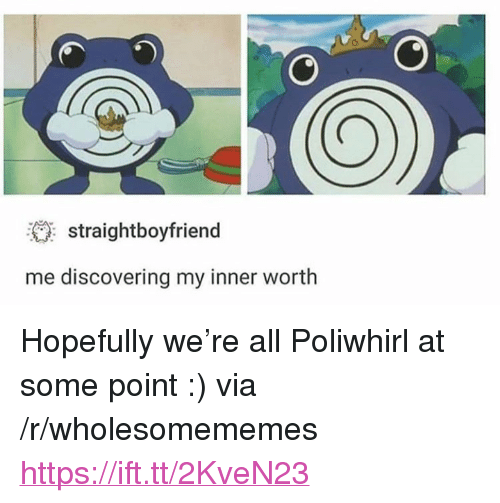 straightboyfriend
me discovering my inner worth
Hopefully we’re all Poliwhirl at
some point :) via
/r/wholesomememes
https://ift.tt/2KveN23